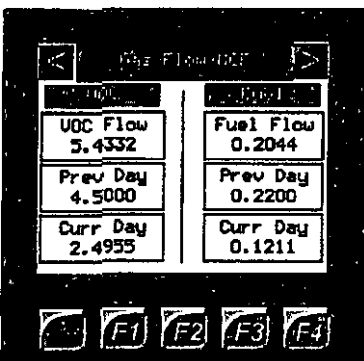 < Flow >
VOC Flow Fuel Flow
5.4332 0.2044
Prev Day Prev Day
4.5000 0.2200
Curr Day Curr Day
2.4955 0.1211
F1 F2 F3 F4